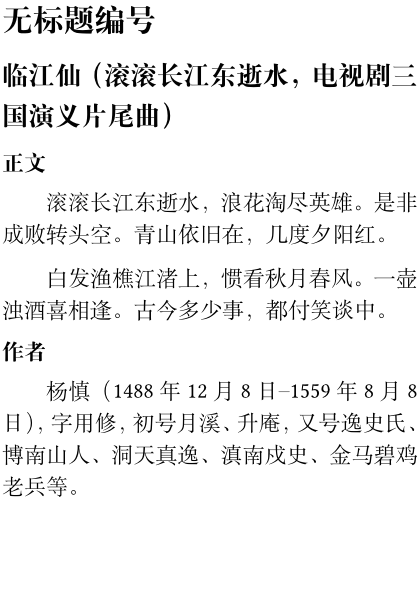 无标题编号
临江仙（滚滚长江东逝水，电视剧三
国演义片尾曲）
正文
滚滚长江东逝水，浪花淘尽英雄。是非
成败转头空。青山依旧在，几度夕阳红。
白发渔樵江渚上，惯看秋月春风。一壶
浊酒喜相逢。古今多少事，都付笑谈中。
作者
杨慎（1488 年 12 月 8 日–1559 年 8 月 8
日），字用修，初号月溪、升庵，又号逸史氏、
博南山人、洞天真逸、滇南戍史、金马碧鸡
老兵等。